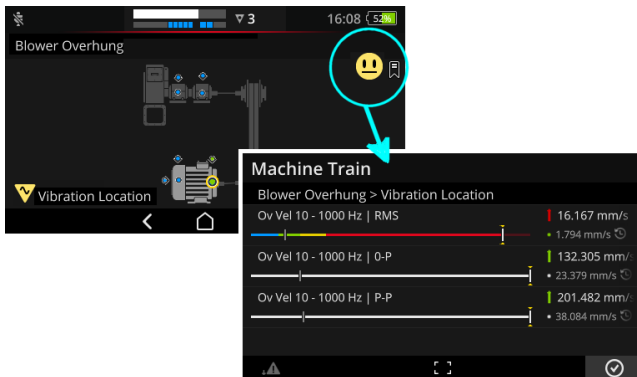 3
16:08
52%
Blower Overhung
Vibration Location
Machine Train
Blower Overhung > Vibration Location
Ov Vel 10 - 1000 Hz | RMS
16.167 mm/s
1.794 mm/s
Ov Vel 10 - 1000 Hz | 0-P
132.305 mm/s
23.379 mm/s
Ov Vel 10 - 1000 Hz | P-P
201.482 mm/
38.084 mm/s